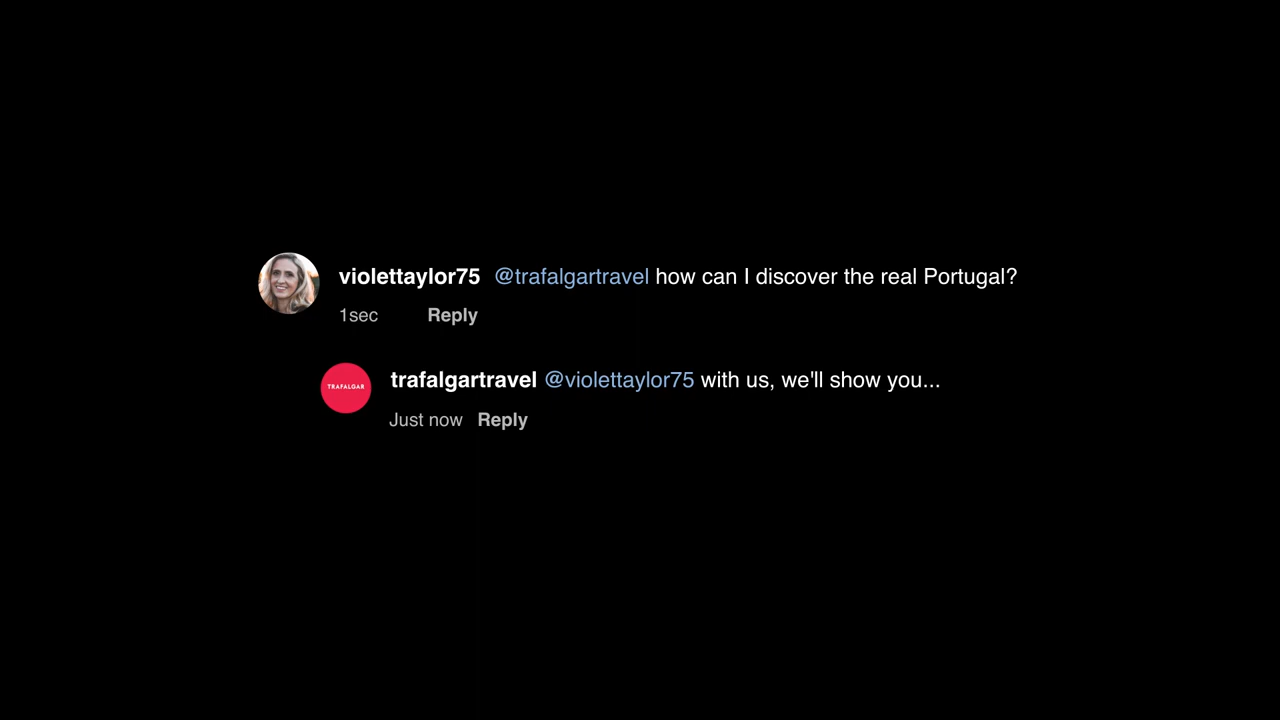 violettaylor75 @trafalgartravel how can I discover the real Portugal?
1sec Reply
TRAFALGAR
trafalgartravel @violettaylor75 with us, we'll show you...
Just now Reply